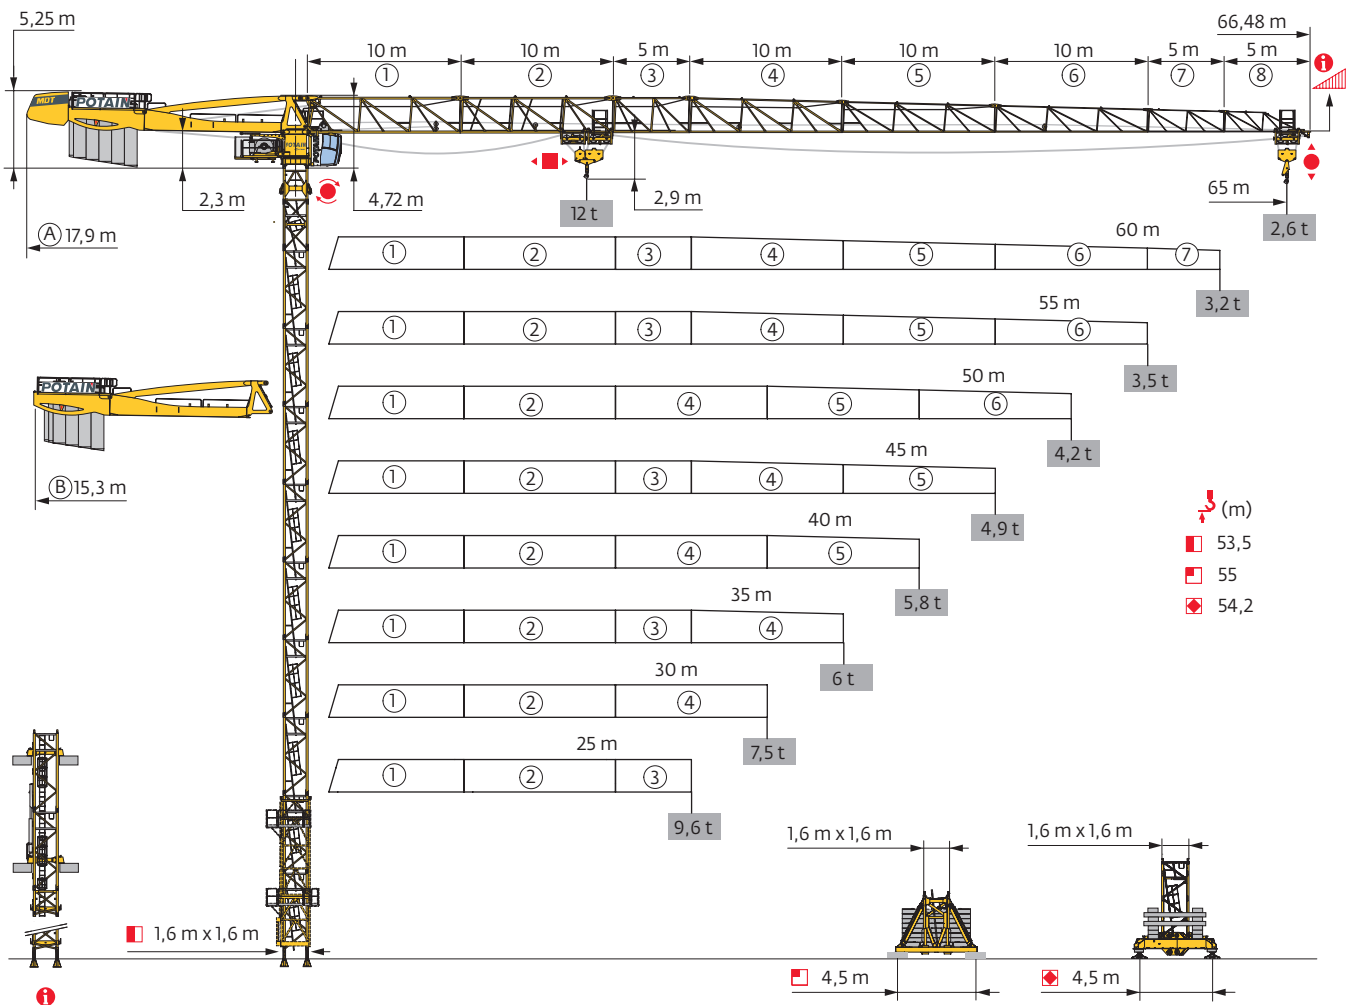 5,25 m
66,48 m
10 m 10 m 5 m 10 m 10 m 10 m 5 m 5 m
1 2 3 4 5 6 7 8
i
MDT POTAIN
POTAIN
2,3 m
4,72 m
2,9 m
65 m
12 t
2,6 t
A 17,9 m
60 m
1 2 3 4 5 6 7
3,2 t
55 m
1 2 3 4 5 6
3,5 t
POTAIN
50 m
1 2 4 5 6
4,2 t
45 m
B 15,3 m
1 2 3 4 5
4,9 t
(m)
53,5
55
54,2
40 m
1 2 4 5
5,8 t
35 m
1 2 3 4
6 t
30 m
1 2 4
7,5 t
25 m
1 2 3
9,6 t
1,6 m x 1,6 m
1,6 m x 1,6 m
1,6 m x 1,6 m
4,5 m
4,5 m
i